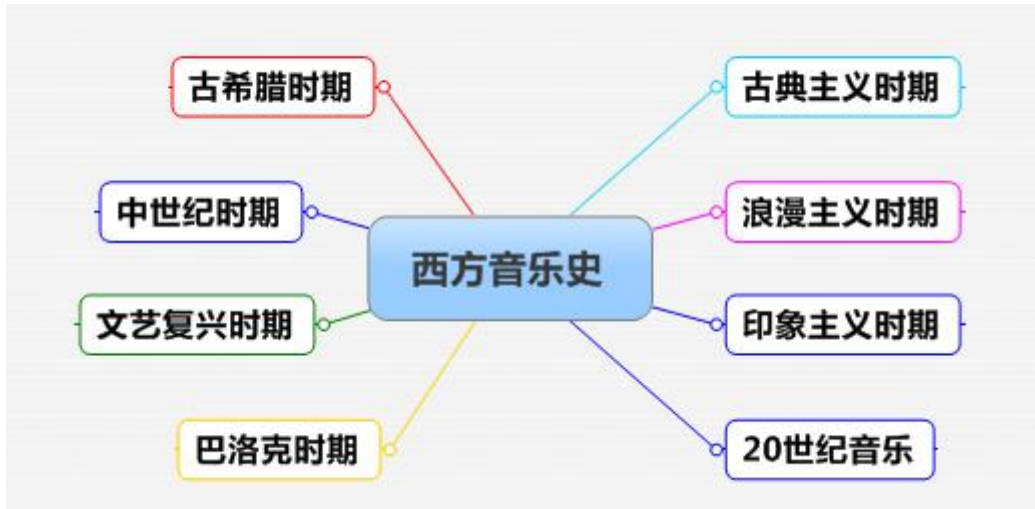 古希腊时期
中世纪时期
文艺复兴时期
巴洛克时期
西方音乐史
古典主义时期
浪漫主义时期
印象主义时期
20世纪音乐